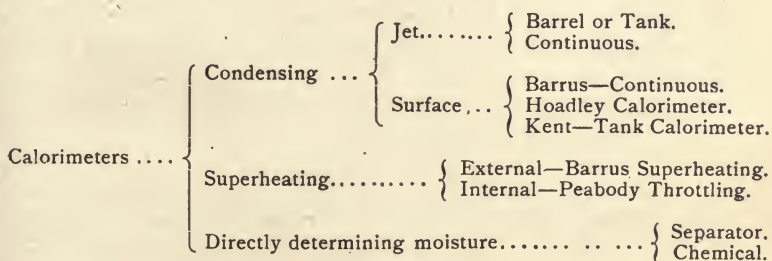 Jet........ { Barrel or Tank.
Continuous.
Condensing ...
Surface... { Barrus—Continuous.
Hoadley Calorimeter.
Kent—Tank Calorimeter.
Calorimeters ....
Superheating.......... { External—Barrus Superheating.
Internal—Peabody Throttling.
Directly determining moisture....... .. ... { Separator.
Chemical.